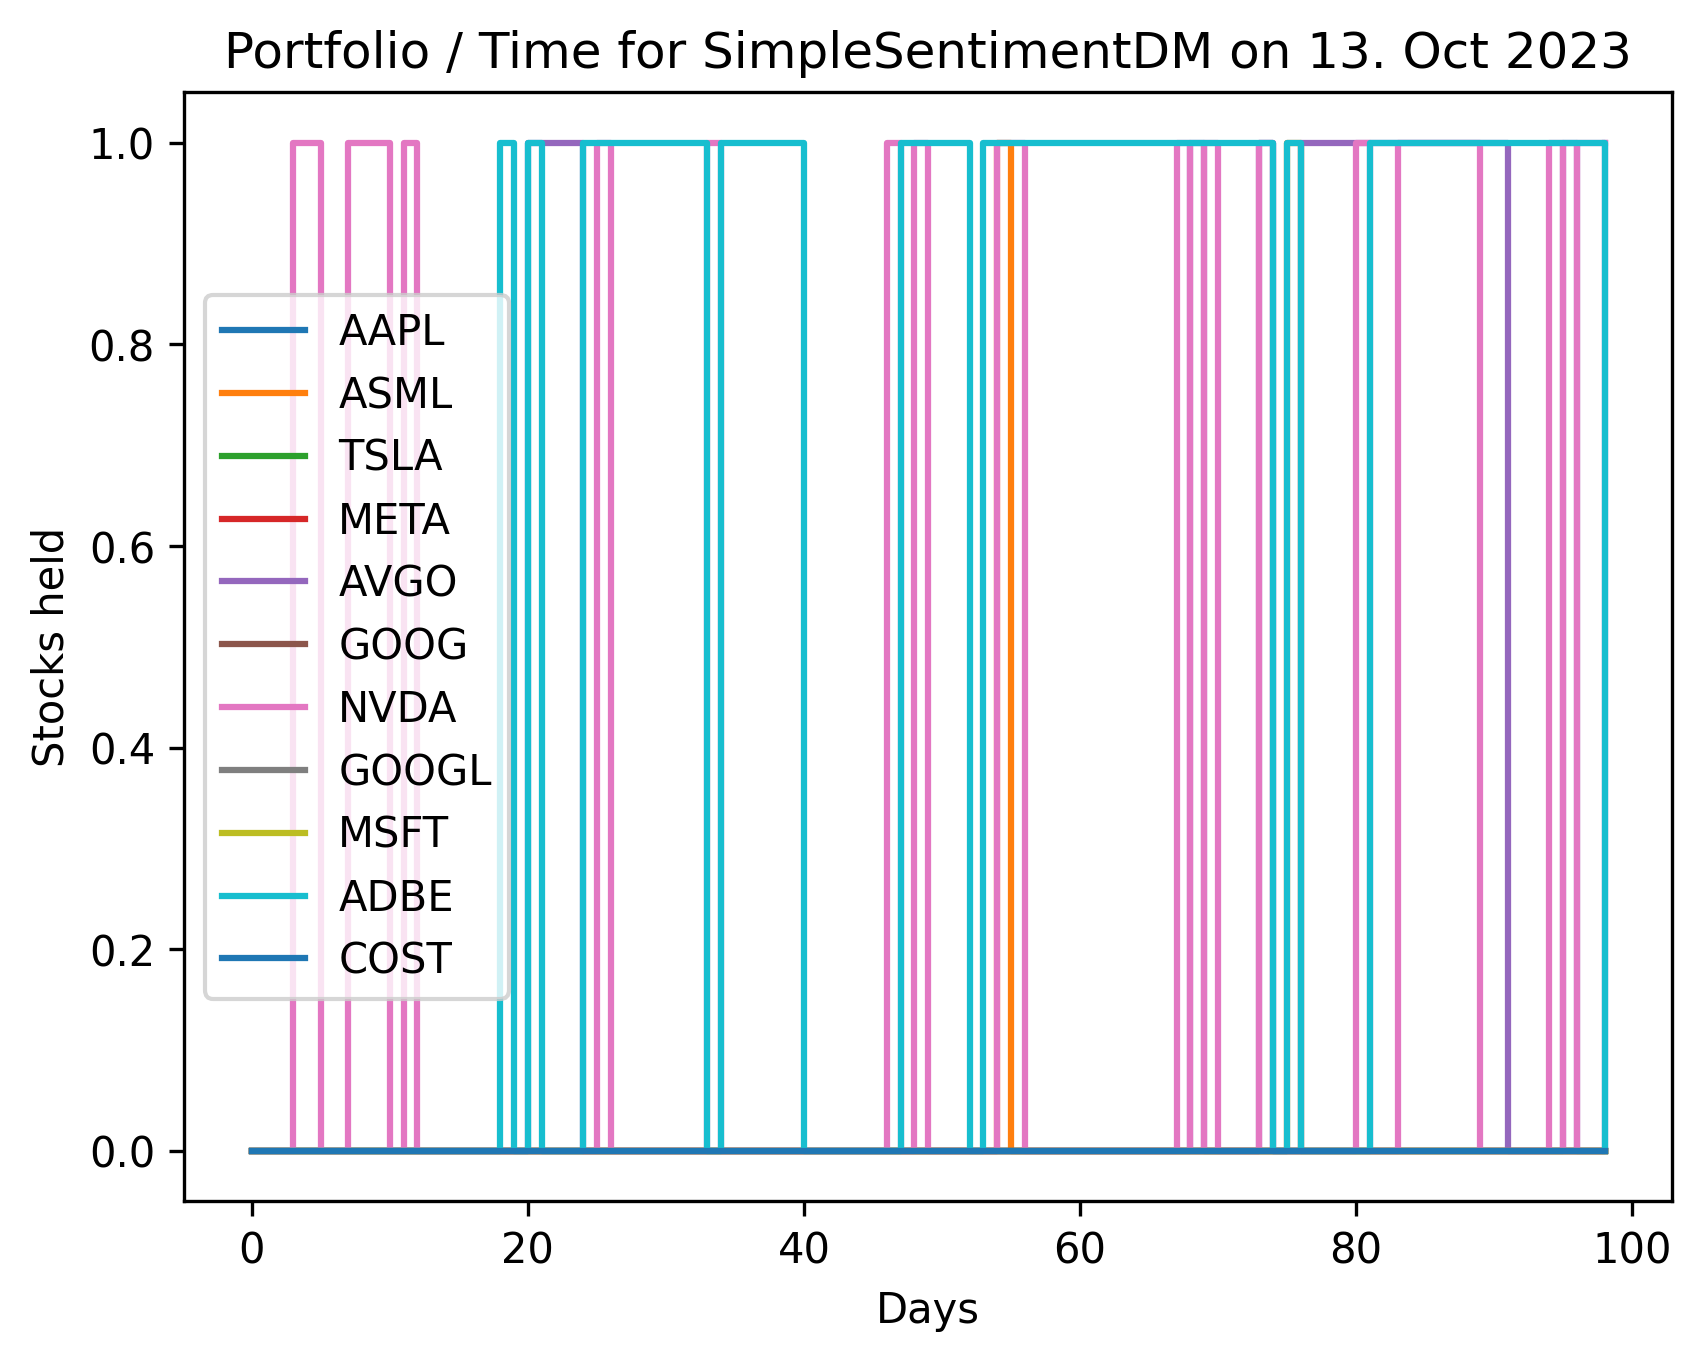 Portfolio / Time for SimpleSentimentDM on 13. Oct 2023
1.0
0.8
0.6
0.4
0.2
0.0
Stocks held
AAPL
ASML
TSLA
META
AVGO
GOOG
NVDA
GOOGL
MSFT
ADBE
COST
0 20 40 60 80 100
Days